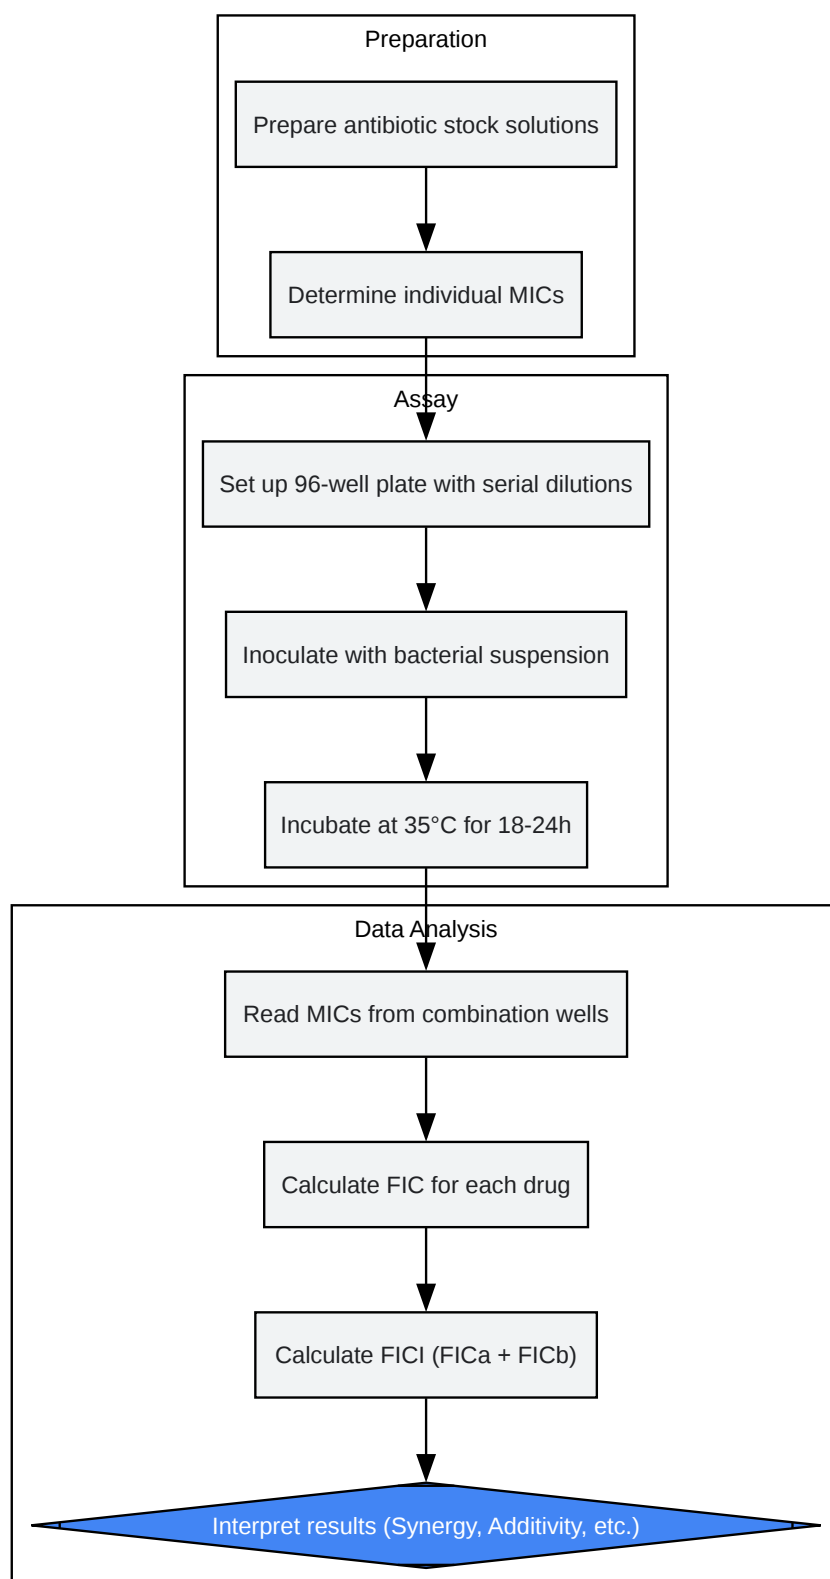 Preparation
Prepare antibiotic stock solutions
Determine individual MICs
Assay
Set up 96-well plate with serial dilutions
Inoculate with bacterial suspension
Incubate at 35°C for 18-24h
Data Analysis
Read MICs from combination wells
Calculate FIC for each drug
Calculate FICI (FICa + FICb)
Interpret results (Synergy, Additivity, etc.)